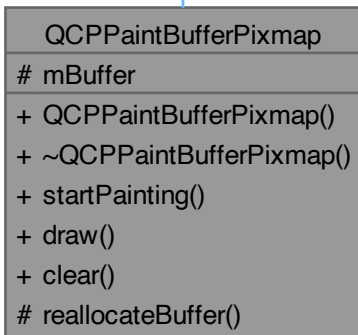 QCPPaintBufferPixmap
# mBuffer
+ QCPPaintBufferPixmap()
+ ~QCPPaintBufferPixmap()
+ startPainting()
+ draw()
+ clear()
# reallocateBuffer()